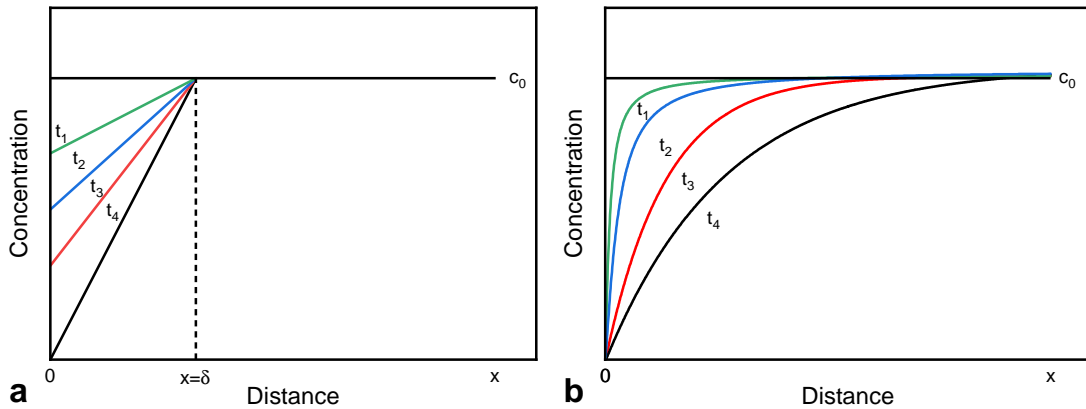 Concentration
c₀
t₁
t₂
t₃
t₄
0
x=δ
x
Distance
a
Concentration
c₀
t₁
t₂
t₃
t₄
0
x
Distance
b